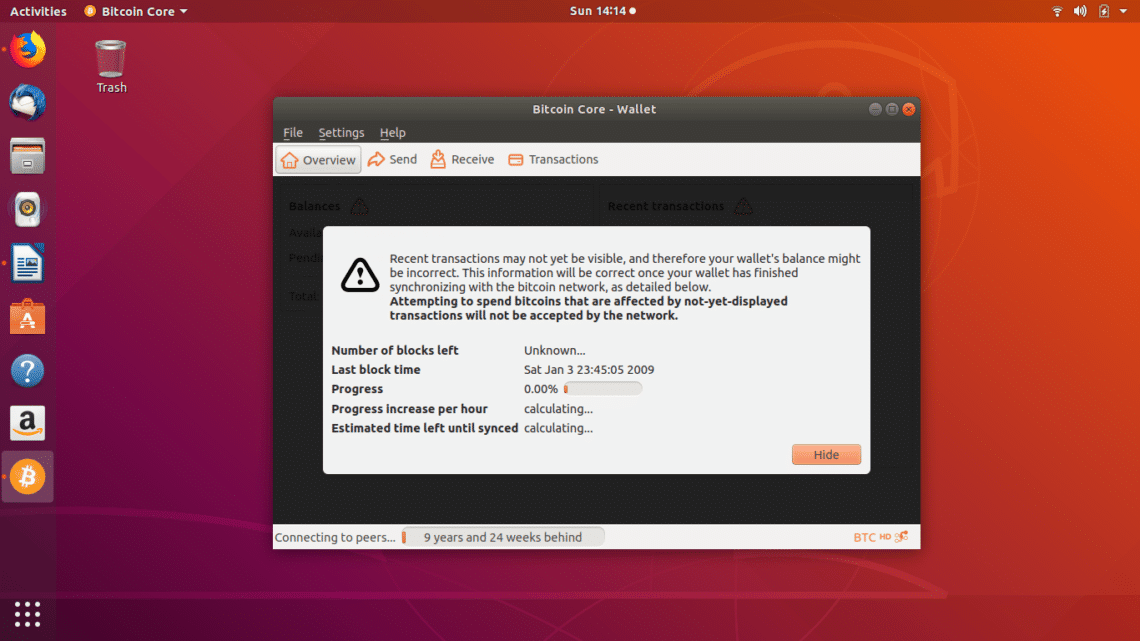 Activities Bitcoin Core Sun 14:14
Trash
Bitcoin Core - Wallet
File Settings Help
Overview Send Receive Transactions
Balances Recent transactions
Availa
Pendi
Total
Recent transactions may not yet be visible, and therefore your wallet's balance might
be incorrect. This information will be correct once your wallet has finished
synchronizing with the bitcoin network, as detailed below.
Attempting to spend bitcoins that are affected by not-yet-displayed
transactions will not be accepted by the network.
Number of blocks left Unknown...
Last block time Sat Jan 3 23:45:05 2009
Progress 0.00%
Progress increase per hour calculating...
Estimated time left until synced calculating...
Hide
Connecting to peers... 9 years and 24 weeks behind BTC HD